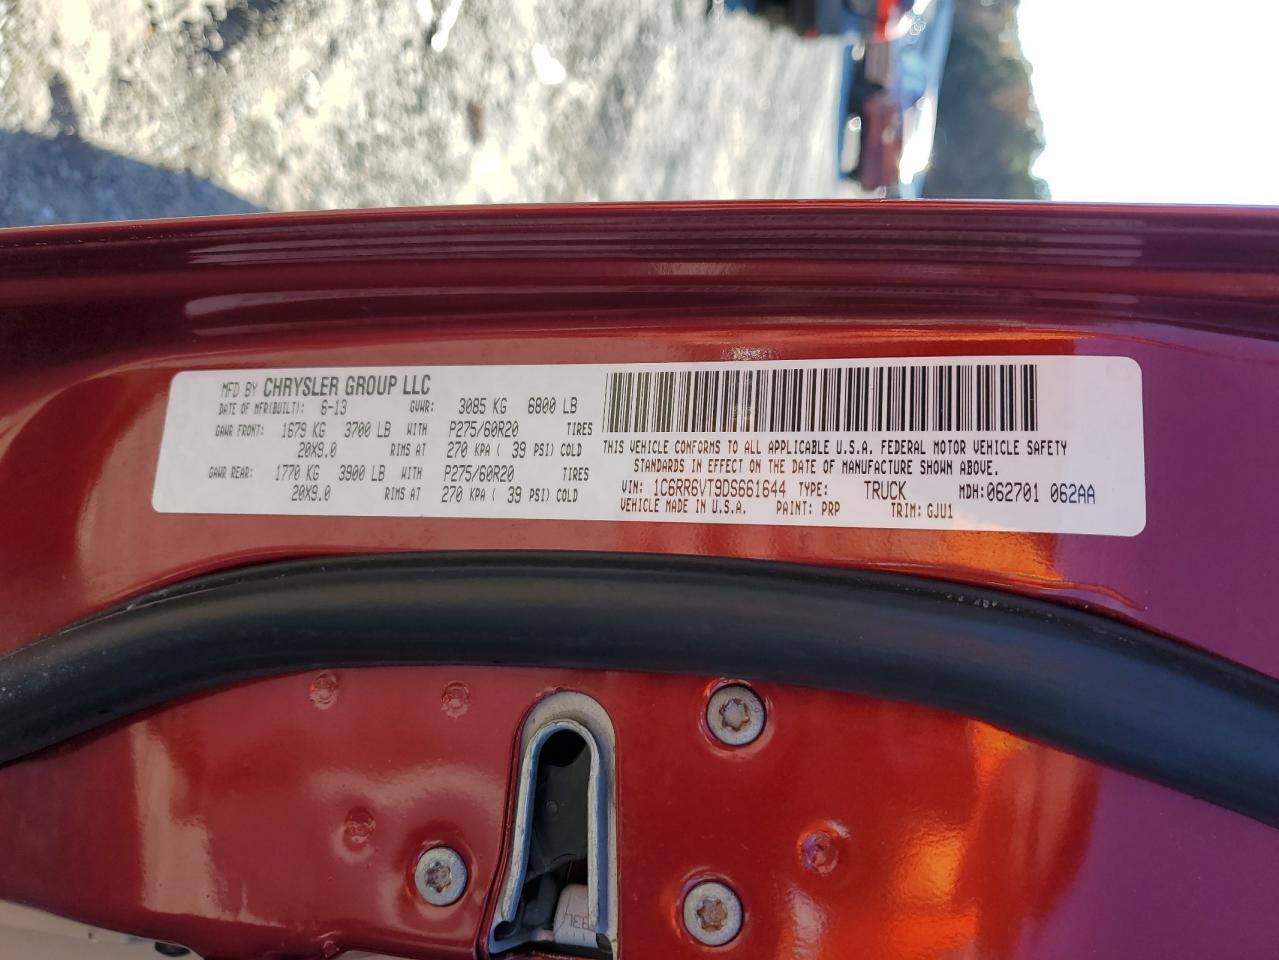 MFD BY CHRYSLER GROUP LLC
DATE OF MFR(BUILT): 6-13 GVWR: 3085 KG 6800 LB
GAWR FRONT: 1679 KG 3700 LB WITH P275/60R20 TIRES
20X9.0 RIMS AT 270 KPA ( 39 PSI) COLD
GAWR REAR: 1770 KG 3900 LB WITH P275/60R20 TIRES
20X9.0 RIMS AT 270 KPA ( 39 PSI) COLD
THIS VEHICLE CONFORMS TO ALL APPLICABLE U.S.A. FEDERAL MOTOR VEHICLE SAFETY
STANDARDS IN EFFECT ON THE DATE OF MANUFACTURE SHOWN ABOVE.
VIN: 1C6RR6VT9DS661644 TYPE: TRUCK MDH:062701 062AA
VEHICLE MADE IN U.S.A. PAINT: PRP TRIM: GJU1